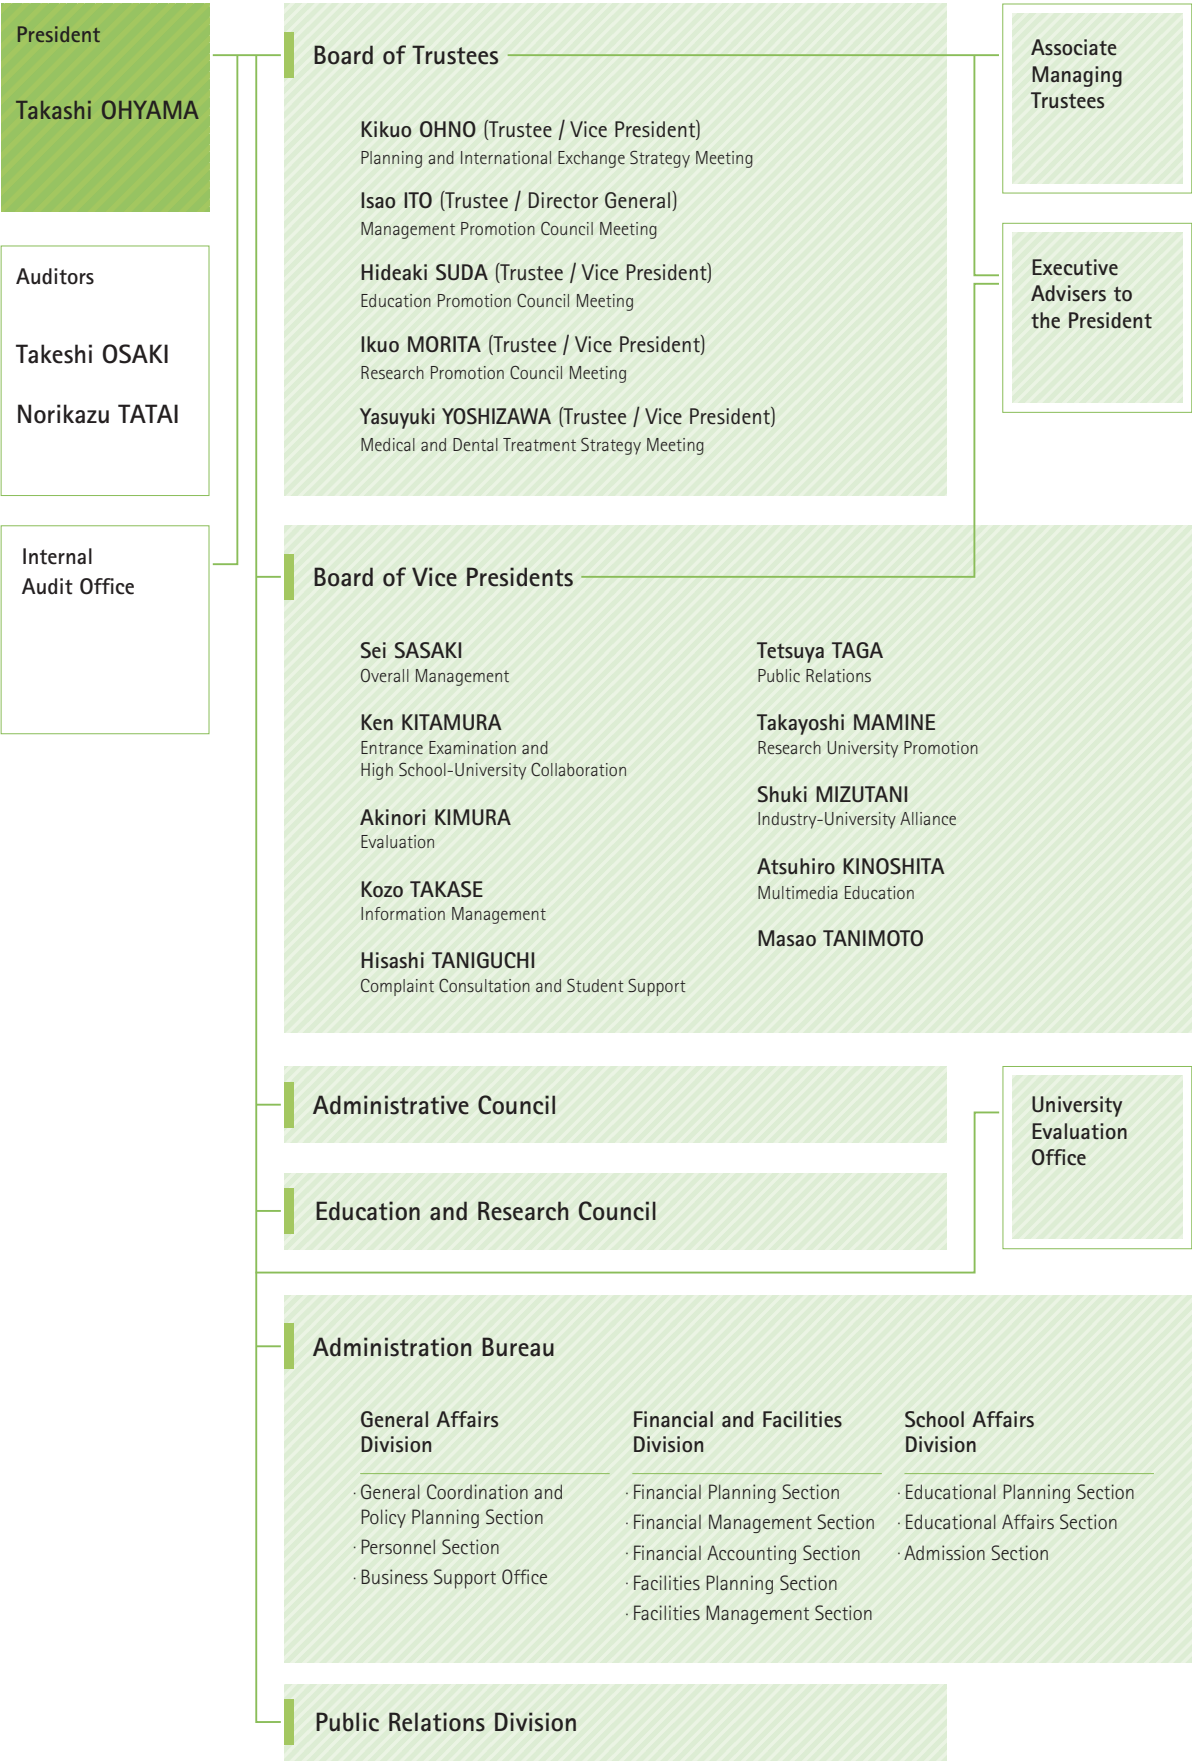 President
Takashi OHYAMA
Auditors
Takeshi OSAKI
Norikazu TATAI
Internal
Audit Office
Board of Trustees
Kikuo OHNO (Trustee / Vice President)
Planning and International Exchange Strategy Meeting
Isao ITO (Trustee / Director General)
Management Promotion Council Meeting
Hideaki SUDA (Trustee / Vice President)
Education Promotion Council Meeting
Ikuo MORITA (Trustee / Vice President)
Research Promotion Council Meeting
Yasuyuki YOSHIZAWA (Trustee / Vice President)
Medical and Dental Treatment Strategy Meeting
Associate
Managing
Trustees
Executive
Advisers to
the President
Board of Vice Presidents
Sei SASAKI
Overall Management
Ken KITAMURA
Entrance Examination and
High School-University Collaboration
Akinori KIMURA
Evaluation
Kozo TAKASE
Information Management
Hisashi TANIGUCHI
Complaint Consultation and Student Support
Tetsuya TAGA
Public Relations
Takayoshi MAMINE
Research University Promotion
Shuki MIZUTANI
Industry-University Alliance
Atsuhiro KINOSHITA
Multimedia Education
Masao TANIMOTO
Administrative Council
Education and Research Council
University
Evaluation
Office
Administration Bureau
General Affairs
Division
· General Coordination and
Policy Planning Section
· Personnel Section
· Business Support Office
Financial and Facilities
Division
· Financial Planning Section
· Financial Management Section
· Financial Accounting Section
· Facilities Planning Section
· Facilities Management Section
School Affairs
Division
· Educational Planning Section
· Educational Affairs Section
· Admission Section
Public Relations Division